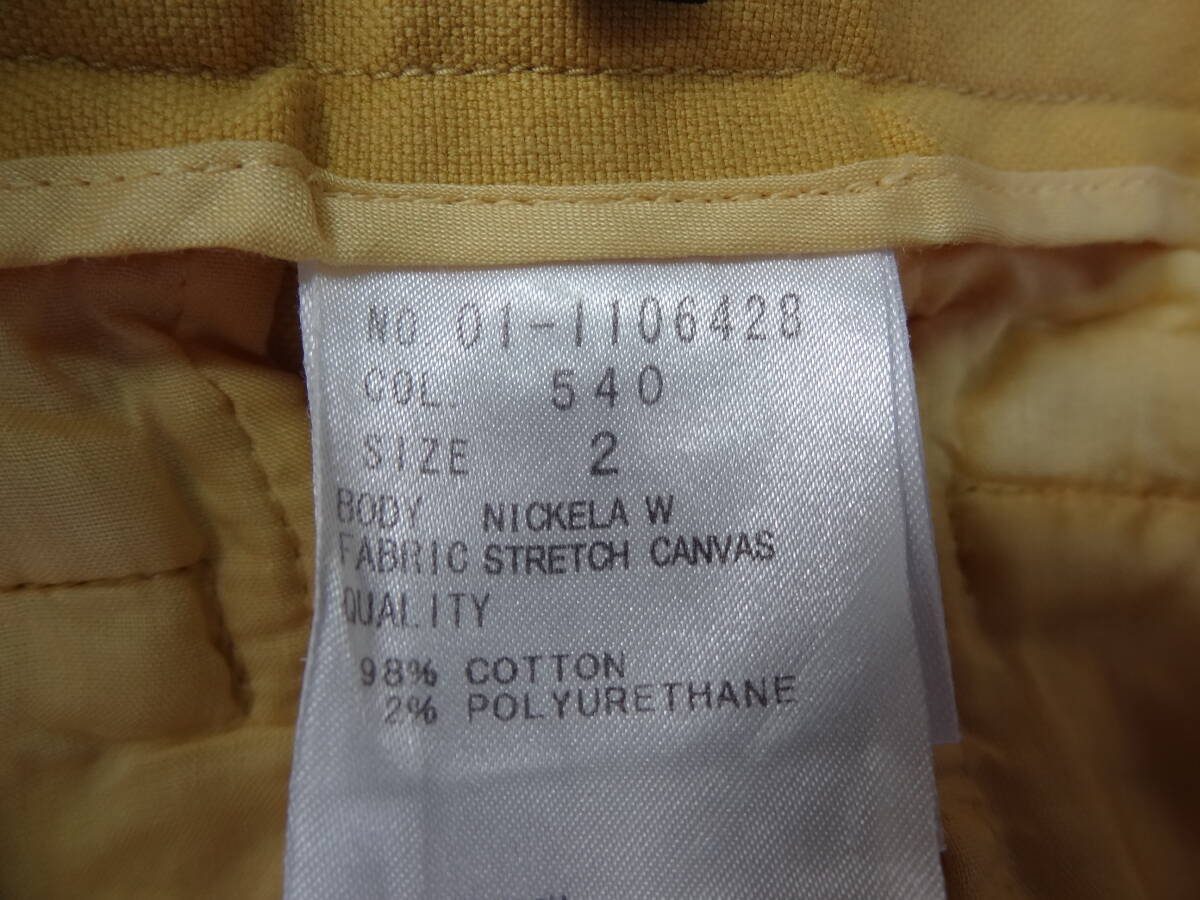 NO 01-1106428
COL. 540
SIZE 2
BODY NICKELA W
FABRIC STRETCH CANVAS
QUALITY
98% COTTON
2% POLYURETHANE